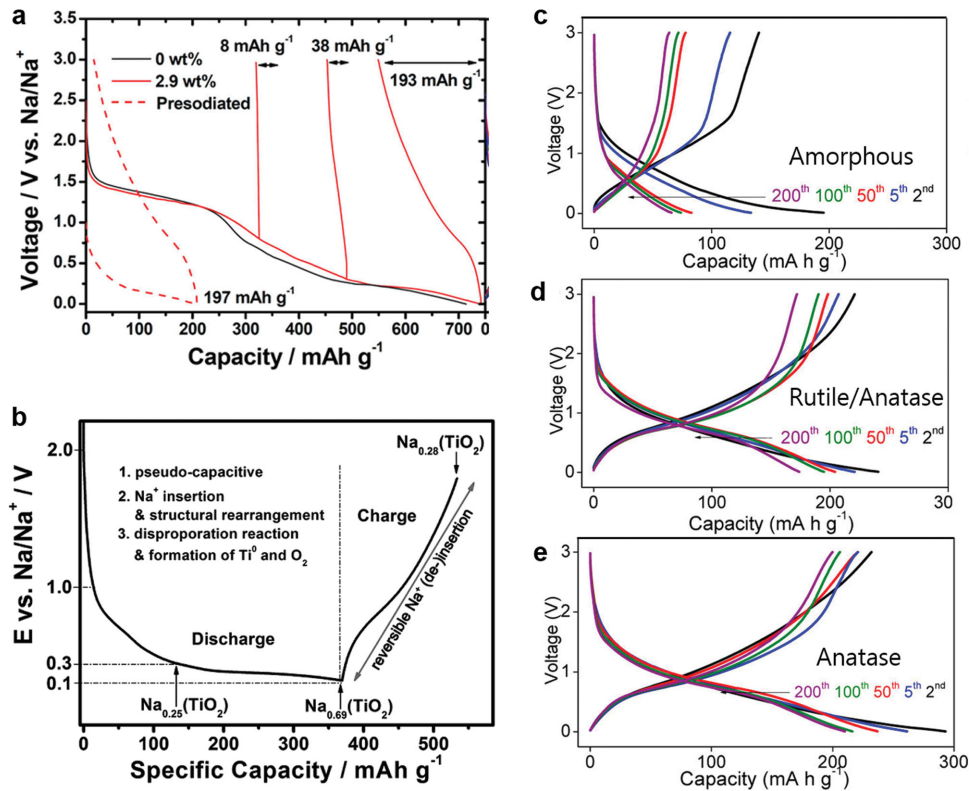 a
3.5
3.0
2.5
2.0
1.5
1.0
0.5
0.0
Voltage / V vs. Na/Na⁺
0 wt%
2.9 wt%
Presodiated
8 mAh g⁻¹
38 mAh g⁻¹
193 mAh g⁻¹
197 mAh g⁻¹
0 100 200 300 400 500 600 700
Capacity / mAh g⁻¹
b
E vs. Na/Na⁺ / V
2.0
1.0
0.3
0.1
1. pseudo-capacitive
2. Na⁺ insertion
& structural rearrangement
3. disproporation reaction
& formation of Ti⁰ and O₂
Na₀.₂₈(TiO₂)
Charge
reversible Na⁺ (de-)insertion
Discharge
Na₀.₂₅(TiO₂)
Na₀.₆₉(TiO₂)
0 100 200 300 400 500
Specific Capacity / mAh g⁻¹
c
Voltage (V)
3
2
1
0
Amorphous
200ᵗʰ 100ᵗʰ 50ᵗʰ 5ᵗʰ 2ⁿᵈ
0 100 200 300
Capacity (mA h g⁻¹)
d
Voltage (V)
3
2
1
0
Rutile/Anatase
200ᵗʰ 100ᵗʰ 50ᵗʰ 5ᵗʰ 2ⁿᵈ
0 100 200 30
Capacity (mA h g⁻¹)
e
Voltage (V)
3
2
1
0
Anatase
200ᵗʰ 100ᵗʰ 50ᵗʰ 5ᵗʰ 2ⁿᵈ
0 100 200 300
Capacity (mA h g⁻¹)